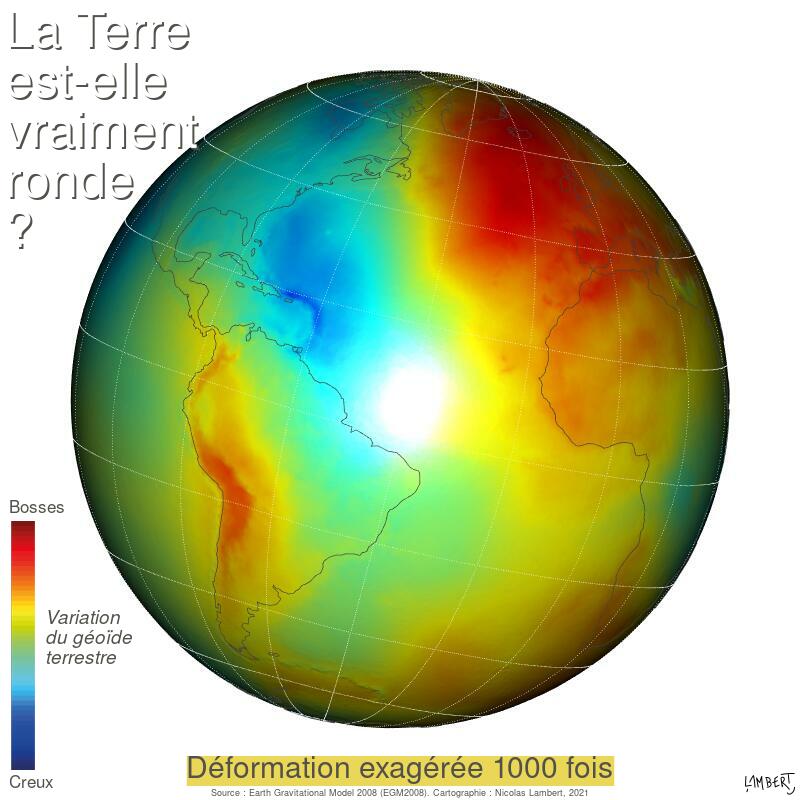 La Terre
est-elle
vraiment
ronde
?
Bosses
Variation
du géoïde
terrestre
Creux
Déformation exagérée 1000 fois
Source : Earth Gravitational Model 2008 (EGM2008). Cartographie : Nicolas Lambert, 2021
LAMBERT